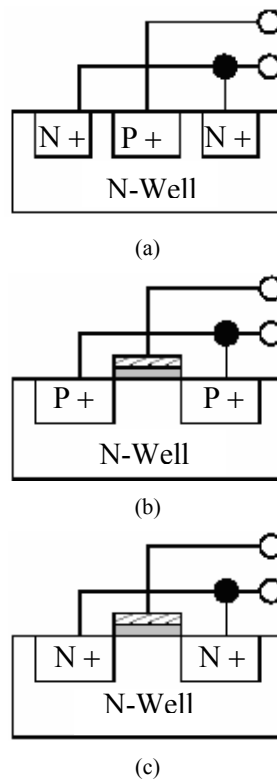 N + P + N +
N-Well
(a)
P + P +
N-Well
(b)
N + N +
N-Well
(c)